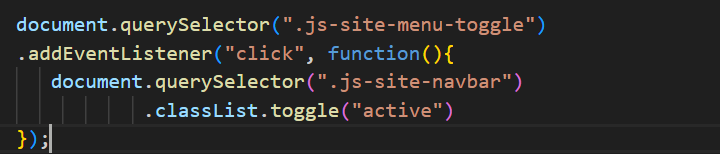 document.querySelector(".js-site-menu-toggle")
.addEventListener("click", function(){
    document.querySelector(".js-site-navbar")
            .classList.toggle("active")
});